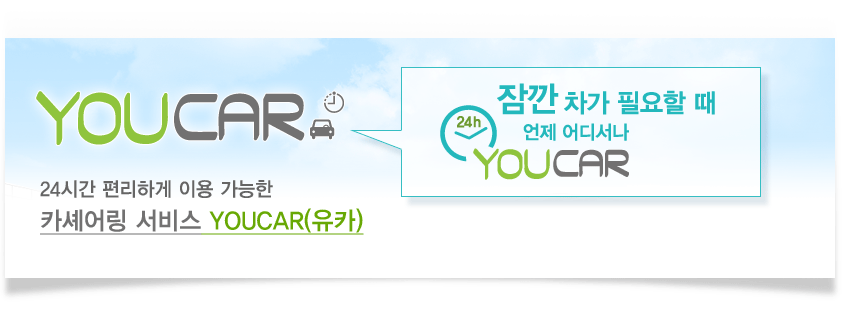 YOUCAR
24시간 편리하게 이용 가능한
카셰어링 서비스 YOUCAR(유카)
잠깐 차가 필요할 때
24h
언제 어디서나
YOUCAR